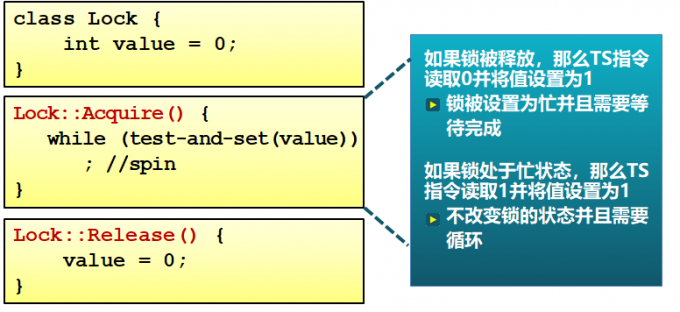 class Lock {
int value = 0;
}
Lock::Acquire() {
while (test-and-set(value))
; //spin
}
Lock::Release() {
value = 0;
}
如果锁被释放，那么TS指令
读取0并将值设置为1
锁被设置为忙并且需要等
待完成
如果锁处于忙状态，那么TS
指令读取1并将值设置为1
不改变锁的状态并且需要
循环